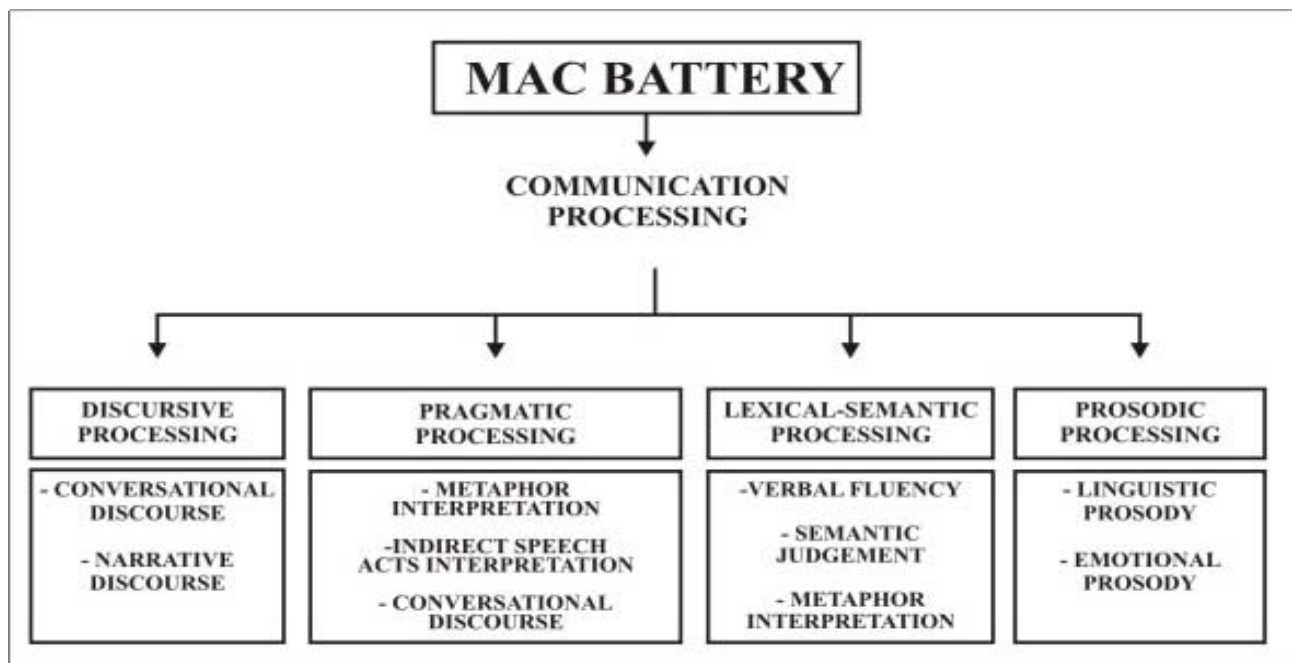 MAC BATTERY
COMMUNICATION
PROCESSING
DISCURSIVE
PROCESSING
- CONVERSATIONAL
DISCOURSE
- NARRATIVE
DISCOURSE
PRAGMATIC
PROCESSING
- METAPHOR
INTERPRETATION
-INDIRECT SPEECH
ACTS INTERPRETATION
- CONVERSATIONAL
DISCOURSE
LEXICAL-SEMANTIC
PROCESSING
-VERBAL FLUENCY
- SEMANTIC
JUDGEMENT
- METAPHOR
INTERPRETATION
PROSODIC
PROCESSING
- LINGUISTIC
PROSODY
- EMOTIONAL
PROSODY